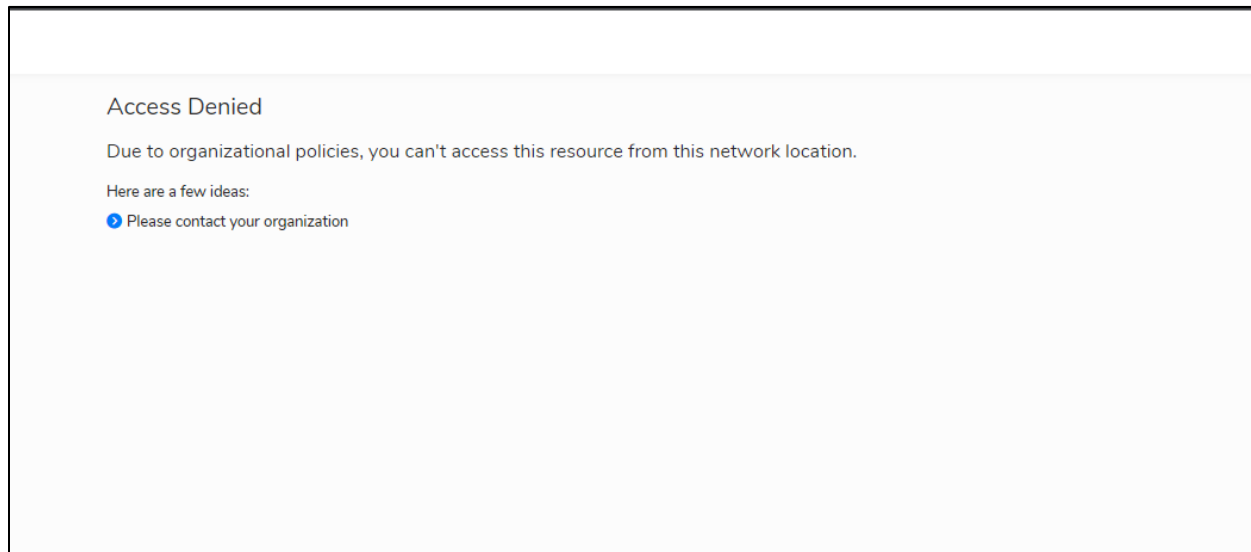 Access Denied
Due to organizational policies, you can't access this resource from this network location.
Here are a few ideas:
Please contact your organization